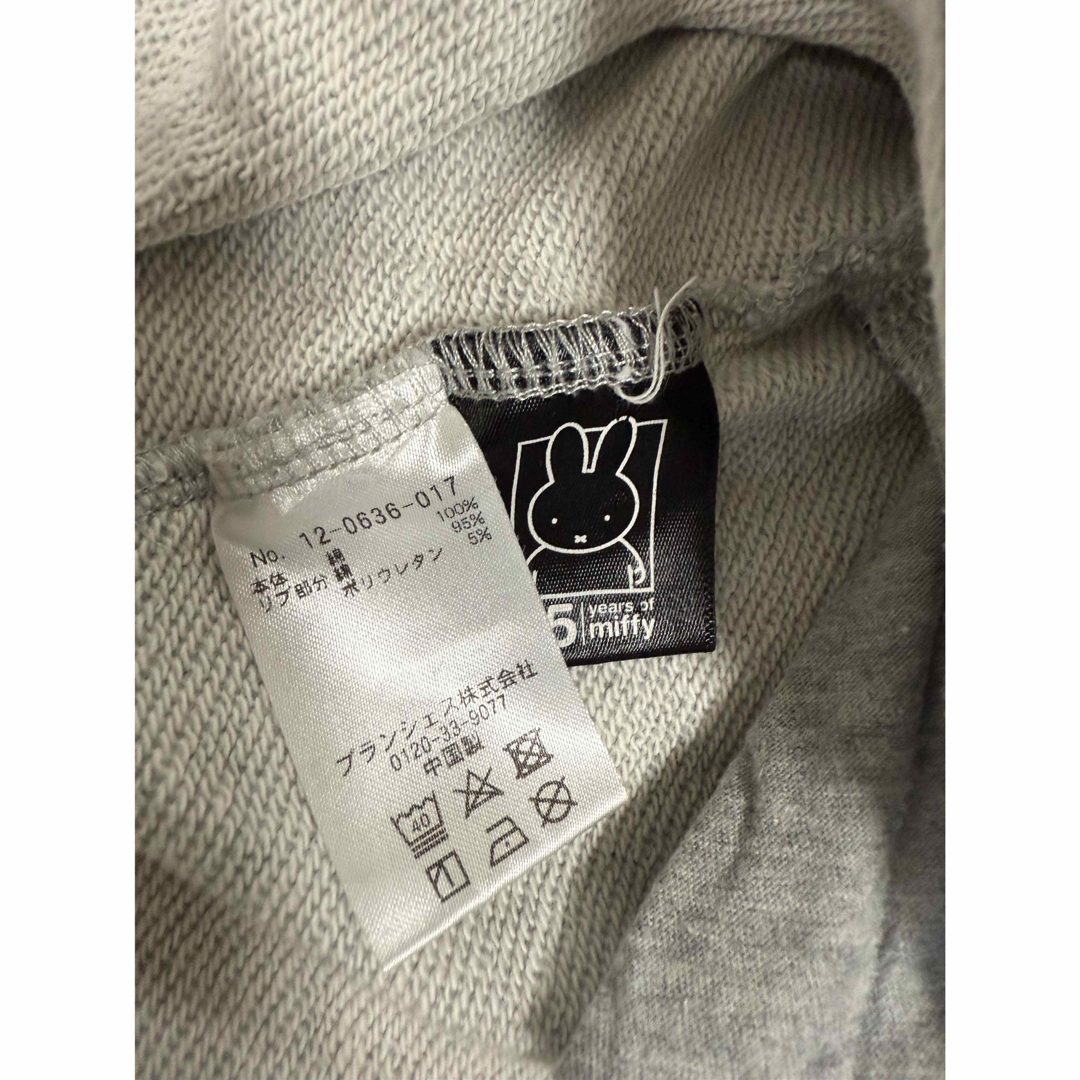 No. 12-0636-017
本体 綿 100%
リブ部分 綿 95%
ポリウレタン 5%
ブランシェス株式会社
0120-33-9077
中国製
40
5 years of
miffy